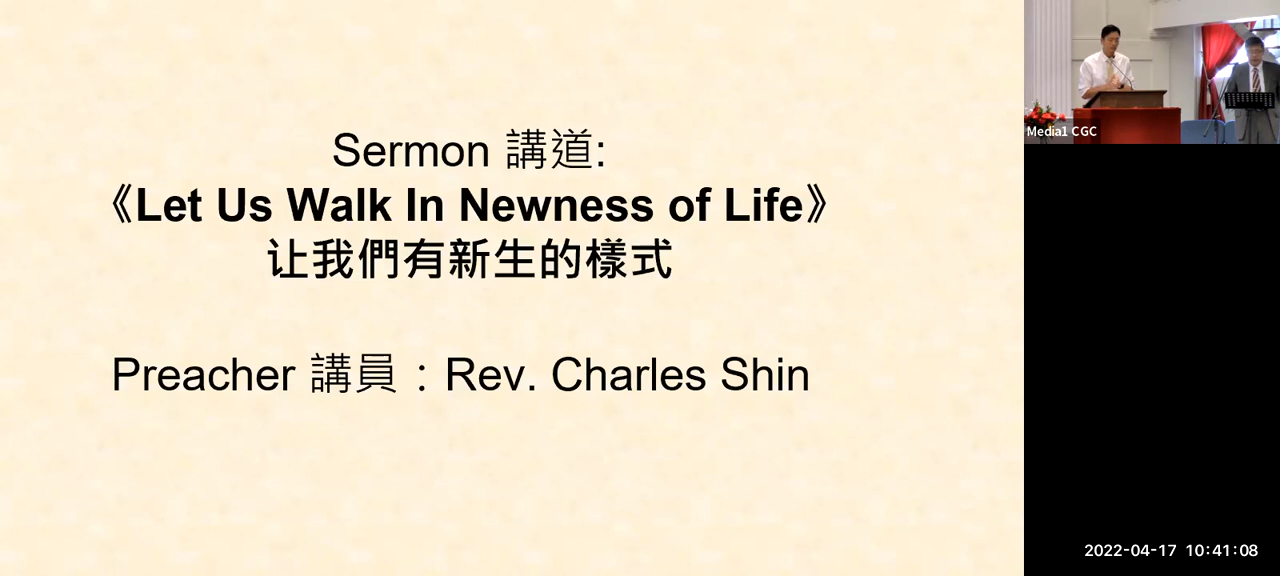 Sermon 講道:
《Let Us Walk In Newness of Life》
让我們有新生的樣式
Preacher 講員：Rev. Charles Shin
Media1 CGC
2022-04-17 10:41:08